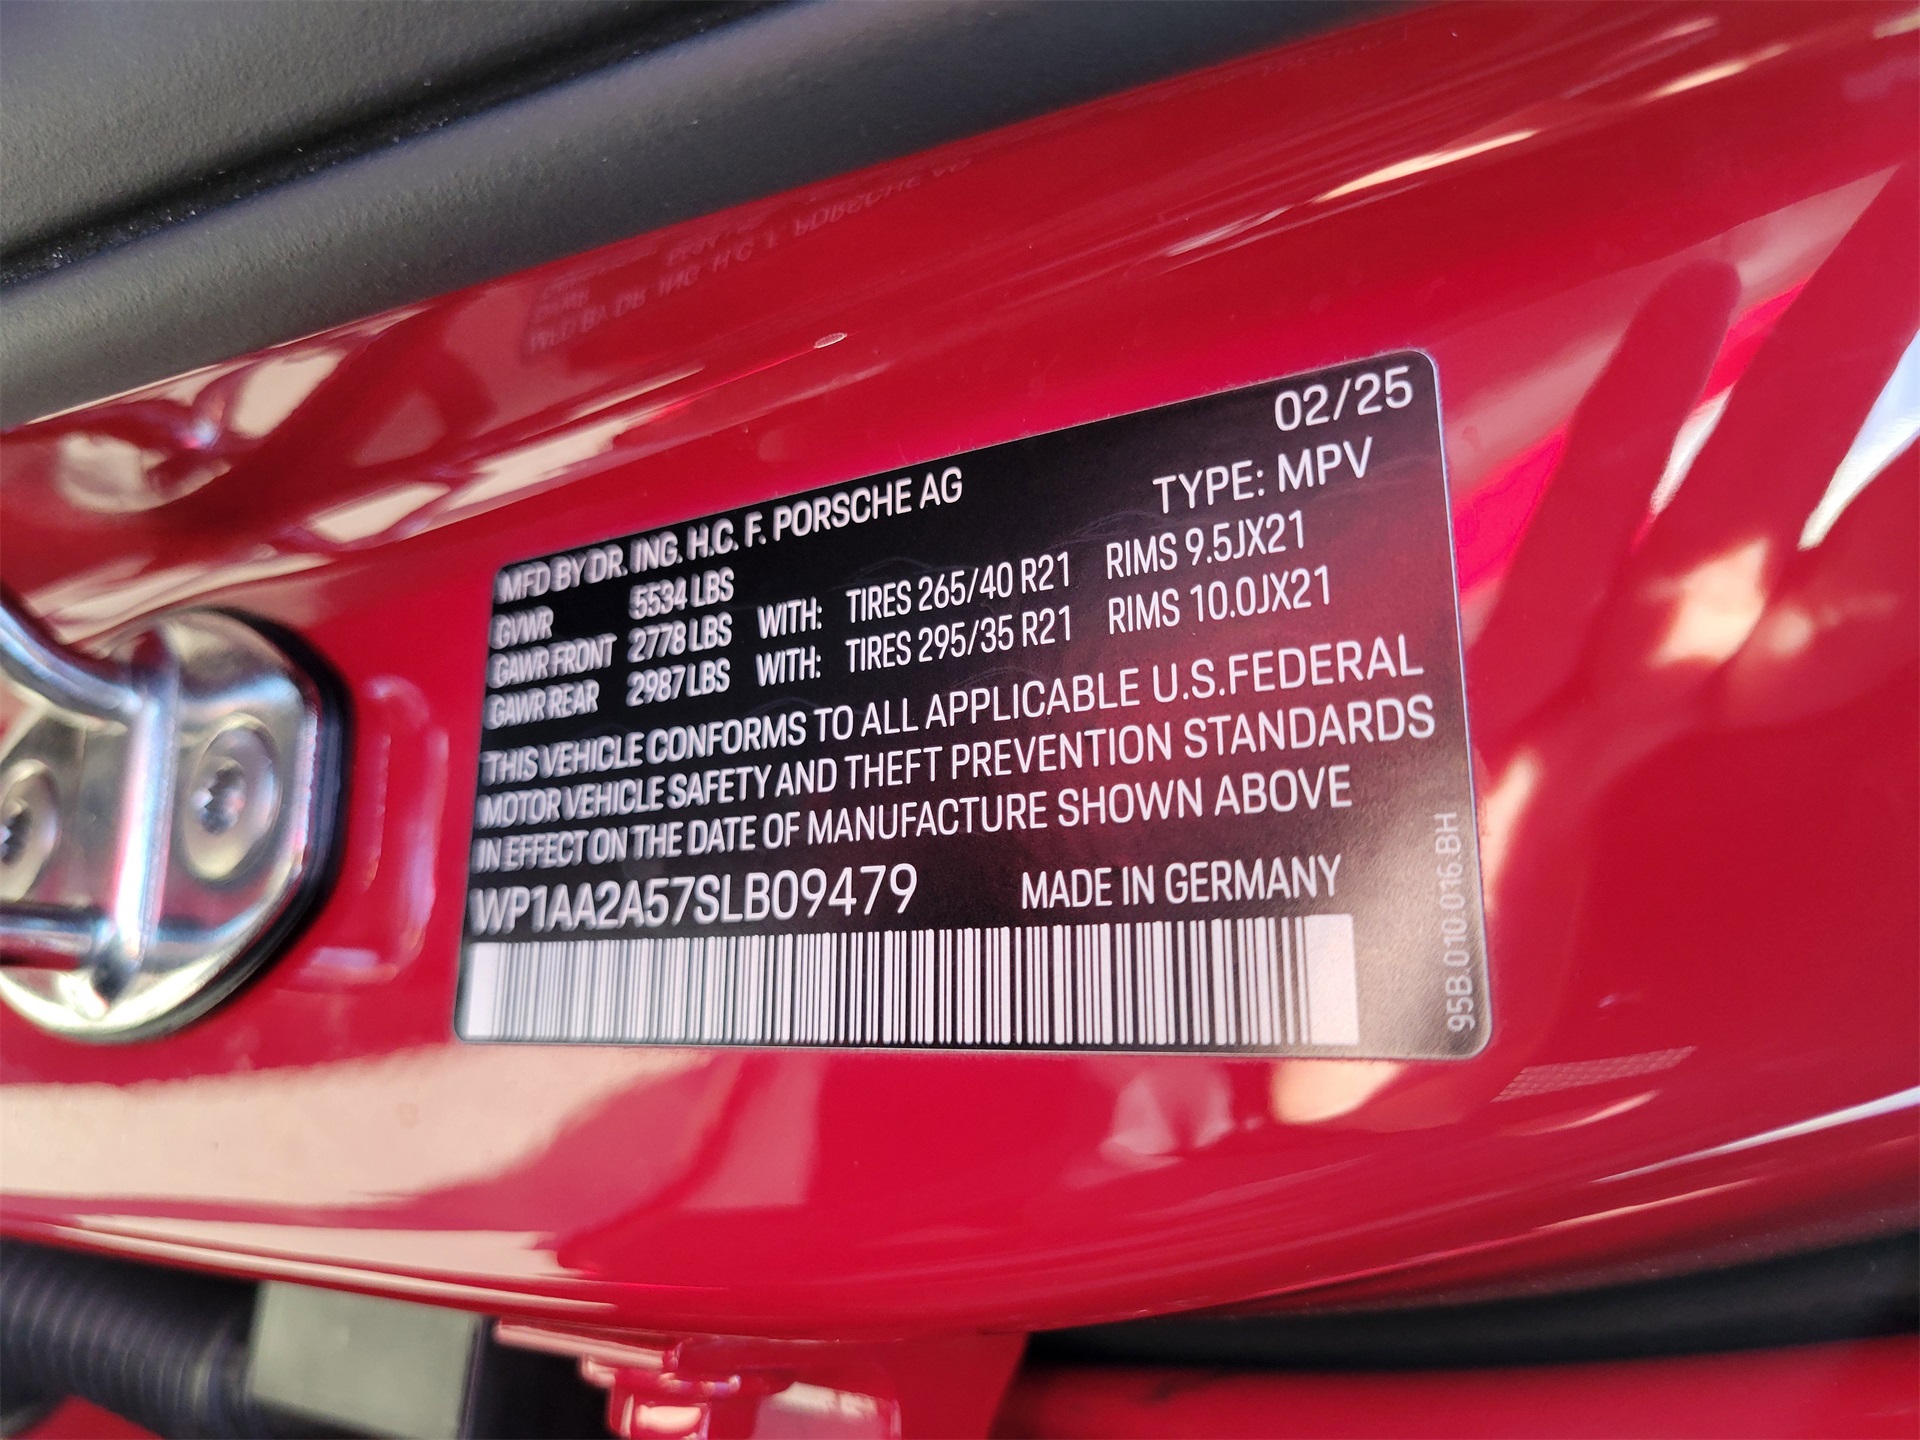 02/25
MFD BY DR. ING. H.C. F. PORSCHE AG TYPE: MPV
GVWR 5534 LBS
GAWR FRONT 2778 LBS WITH: TIRES 265/40 R21 RIMS 9.5JX21
GAWR REAR 2987 LBS WITH: TIRES 295/35 R21 RIMS 10.0JX21
THIS VEHICLE CONFORMS TO ALL APPLICABLE U.S.FEDERAL
MOTOR VEHICLE SAFETY AND THEFT PREVENTION STANDARDS
IN EFFECT ON THE DATE OF MANUFACTURE SHOWN ABOVE
WP1AA2A57SLB09479 MADE IN GERMANY
95B.010.016.BH